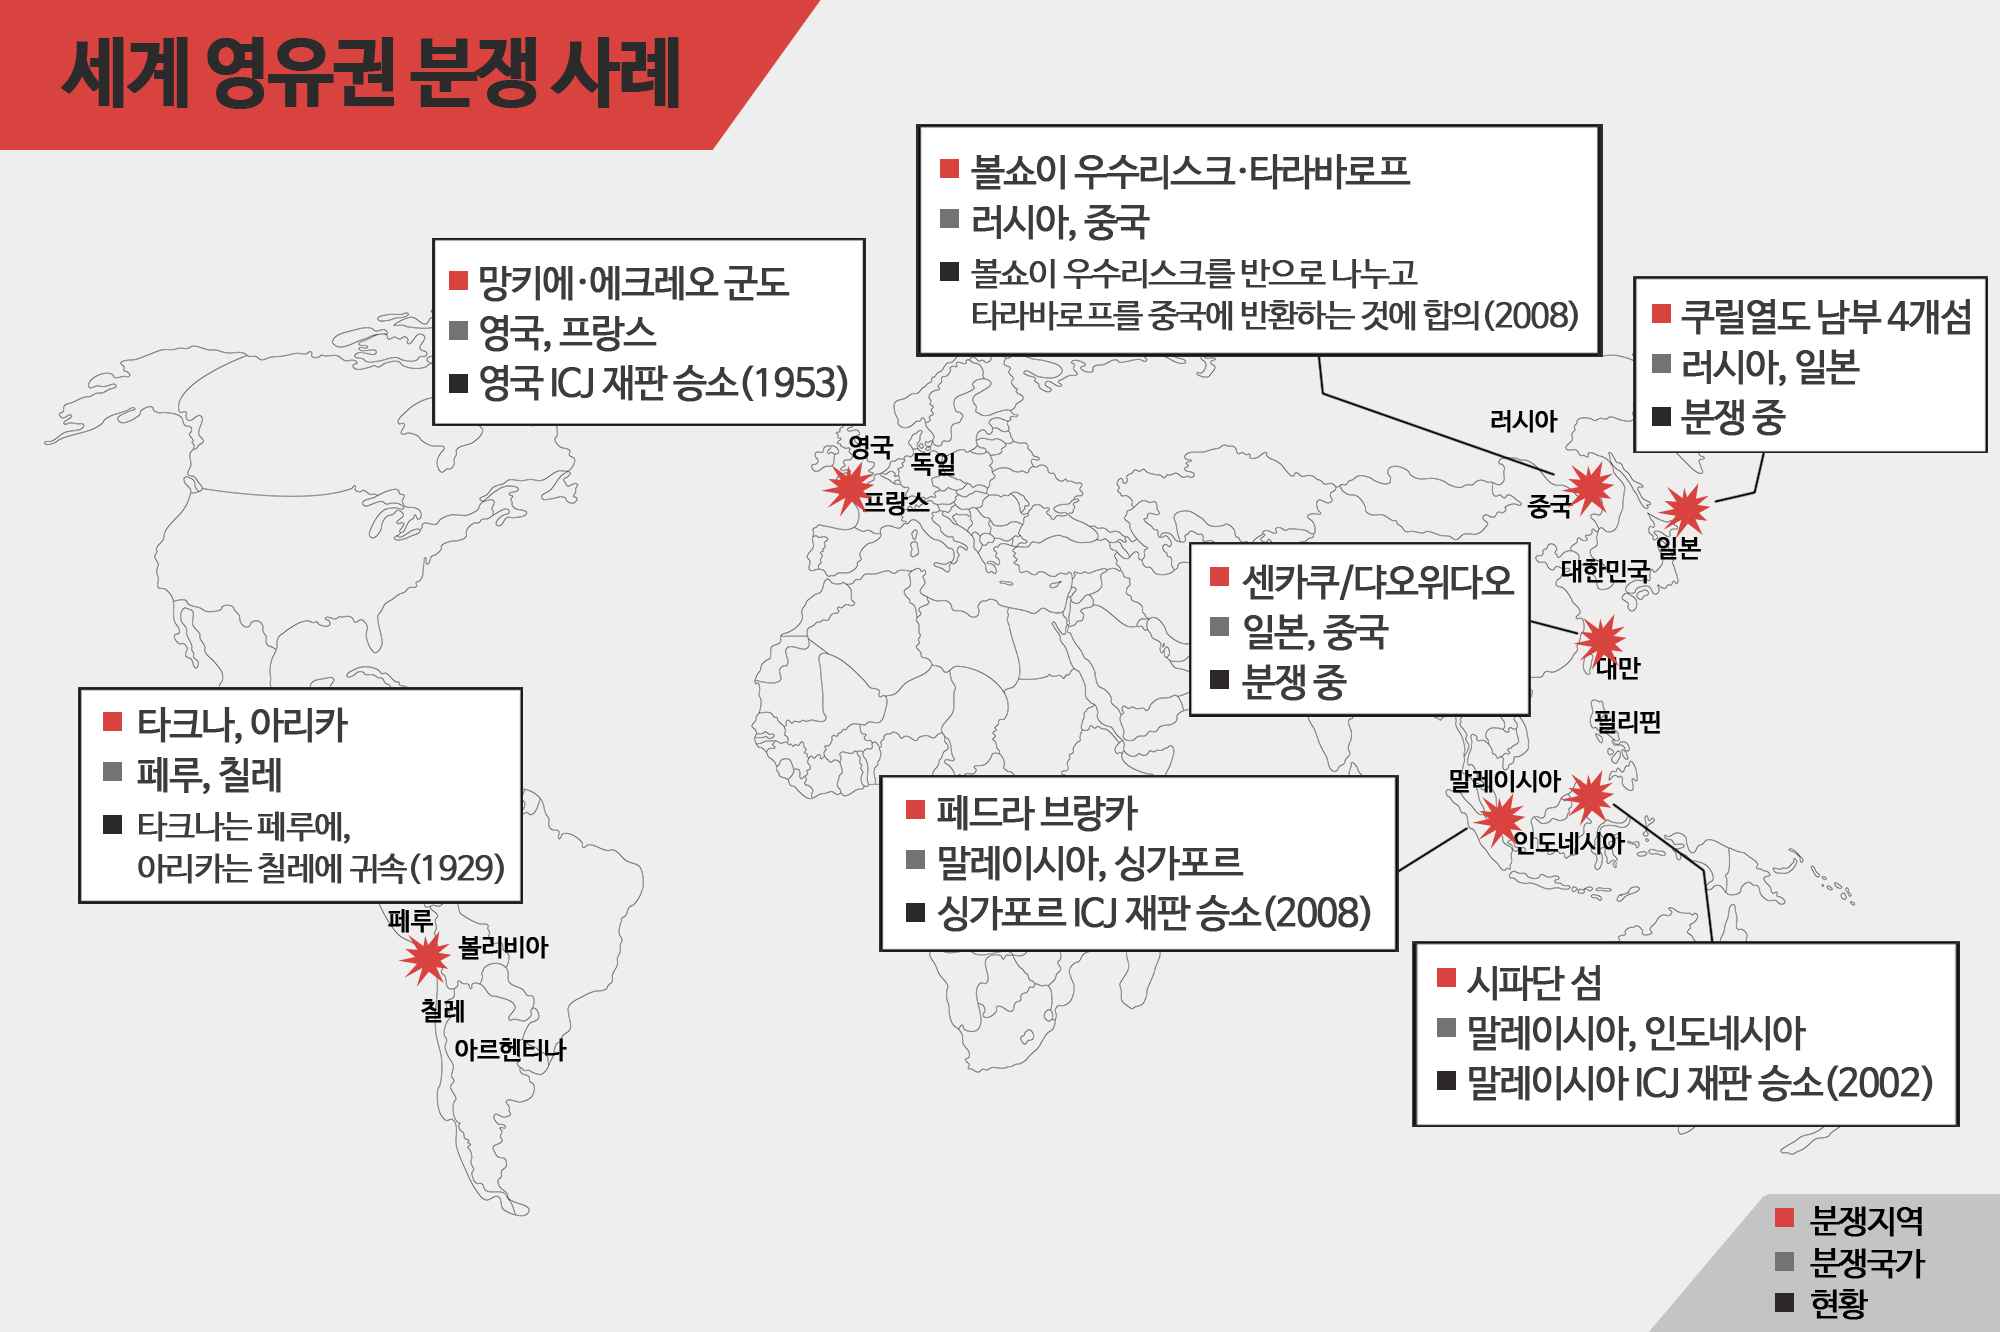 세계 영유권 분쟁 사례
볼쇼이 우수리스크·타라바로프
러시아, 중국
볼쇼이 우수리스크를 반으로 나누고
타라바로프를 중국에 반환하는 것에 합의(2008)
망키에·에크레오 군도
영국, 프랑스
영국 ICJ 재판 승소(1953)
쿠릴열도 남부 4개섬
러시아, 일본
분쟁 중
러시아
영국
독일
프랑스
중국
일본
대한민국
센카쿠/댜오위다오
일본, 중국
분쟁 중
대만
필리핀
타크나, 아리카
페루, 칠레
타크나는 페루에,
아리카는 칠레에 귀속(1929)
말레이시아
인도네시아
페드라 브랑카
말레이시아, 싱가포르
싱가포르 ICJ 재판 승소(2008)
페루
볼리비아
칠레
아르헨티나
시파단 섬
말레이시아, 인도네시아
말레이시아 ICJ 재판 승소(2002)
분쟁지역
분쟁국가
현황